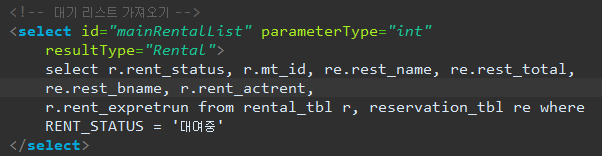 <!-- 대기 리스트 가져오기 -->
<select id="mainRentalList" parameterType="int"
resultType="Rental">
select r.rent_status, r.mt_id, re.rest_name, re.rest_total,
re.rest_bname, r.rent_actrent,
r.rent_expretrun from rental_tbl r, reservation_tbl re where
RENT_STATUS = '대여중'
</select>